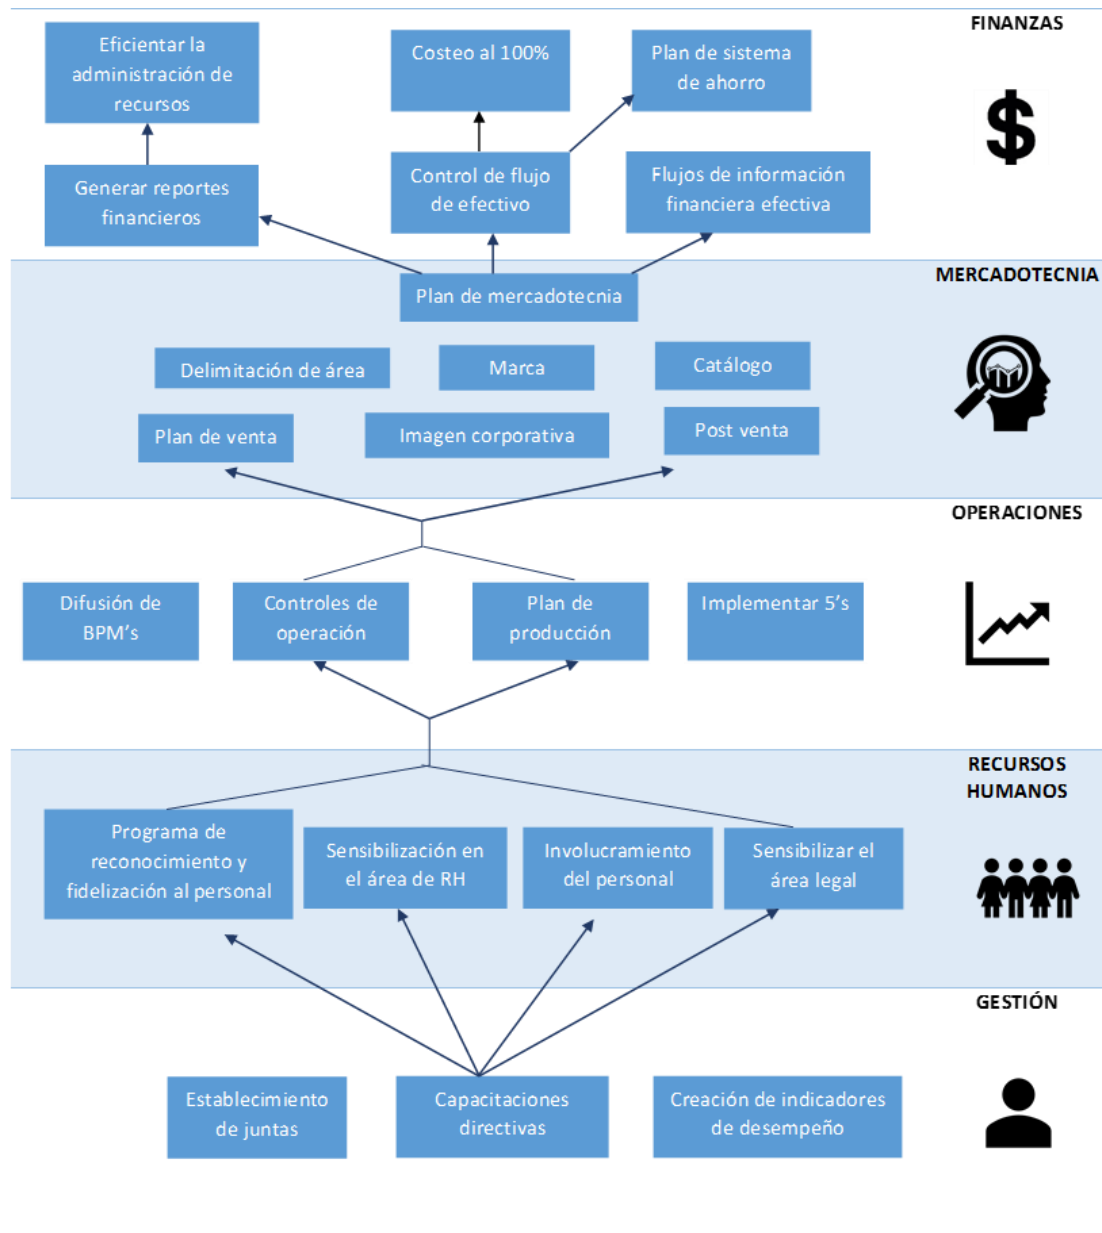 FINANZAS
Eficientar la
administración de
recursos
Costeo al 100%
Plan de sistema
de ahorro
Generar reportes
financieros
Control de flujo
de efectivo
Flujos de información
financiera efectiva
MERCADOTECNIA
Plan de mercadotecnia
Delimitación de área
Marca
Catálogo
Plan de venta
Imagen corporativa
Post venta
OPERACIONES
Difusión de
BPM’s
Controles de
operación
Plan de
producción
Implementar 5’s
RECURSOS
HUMANOS
Programa de
reconocimiento y
fidelización al personal
Sensibilización en
el área de RH
Involucramiento
del personal
Sensibilizar el
área legal
GESTIÓN
Establecimiento
de juntas
Capacitaciones
directivas
Creación de indicadores
de desempeño